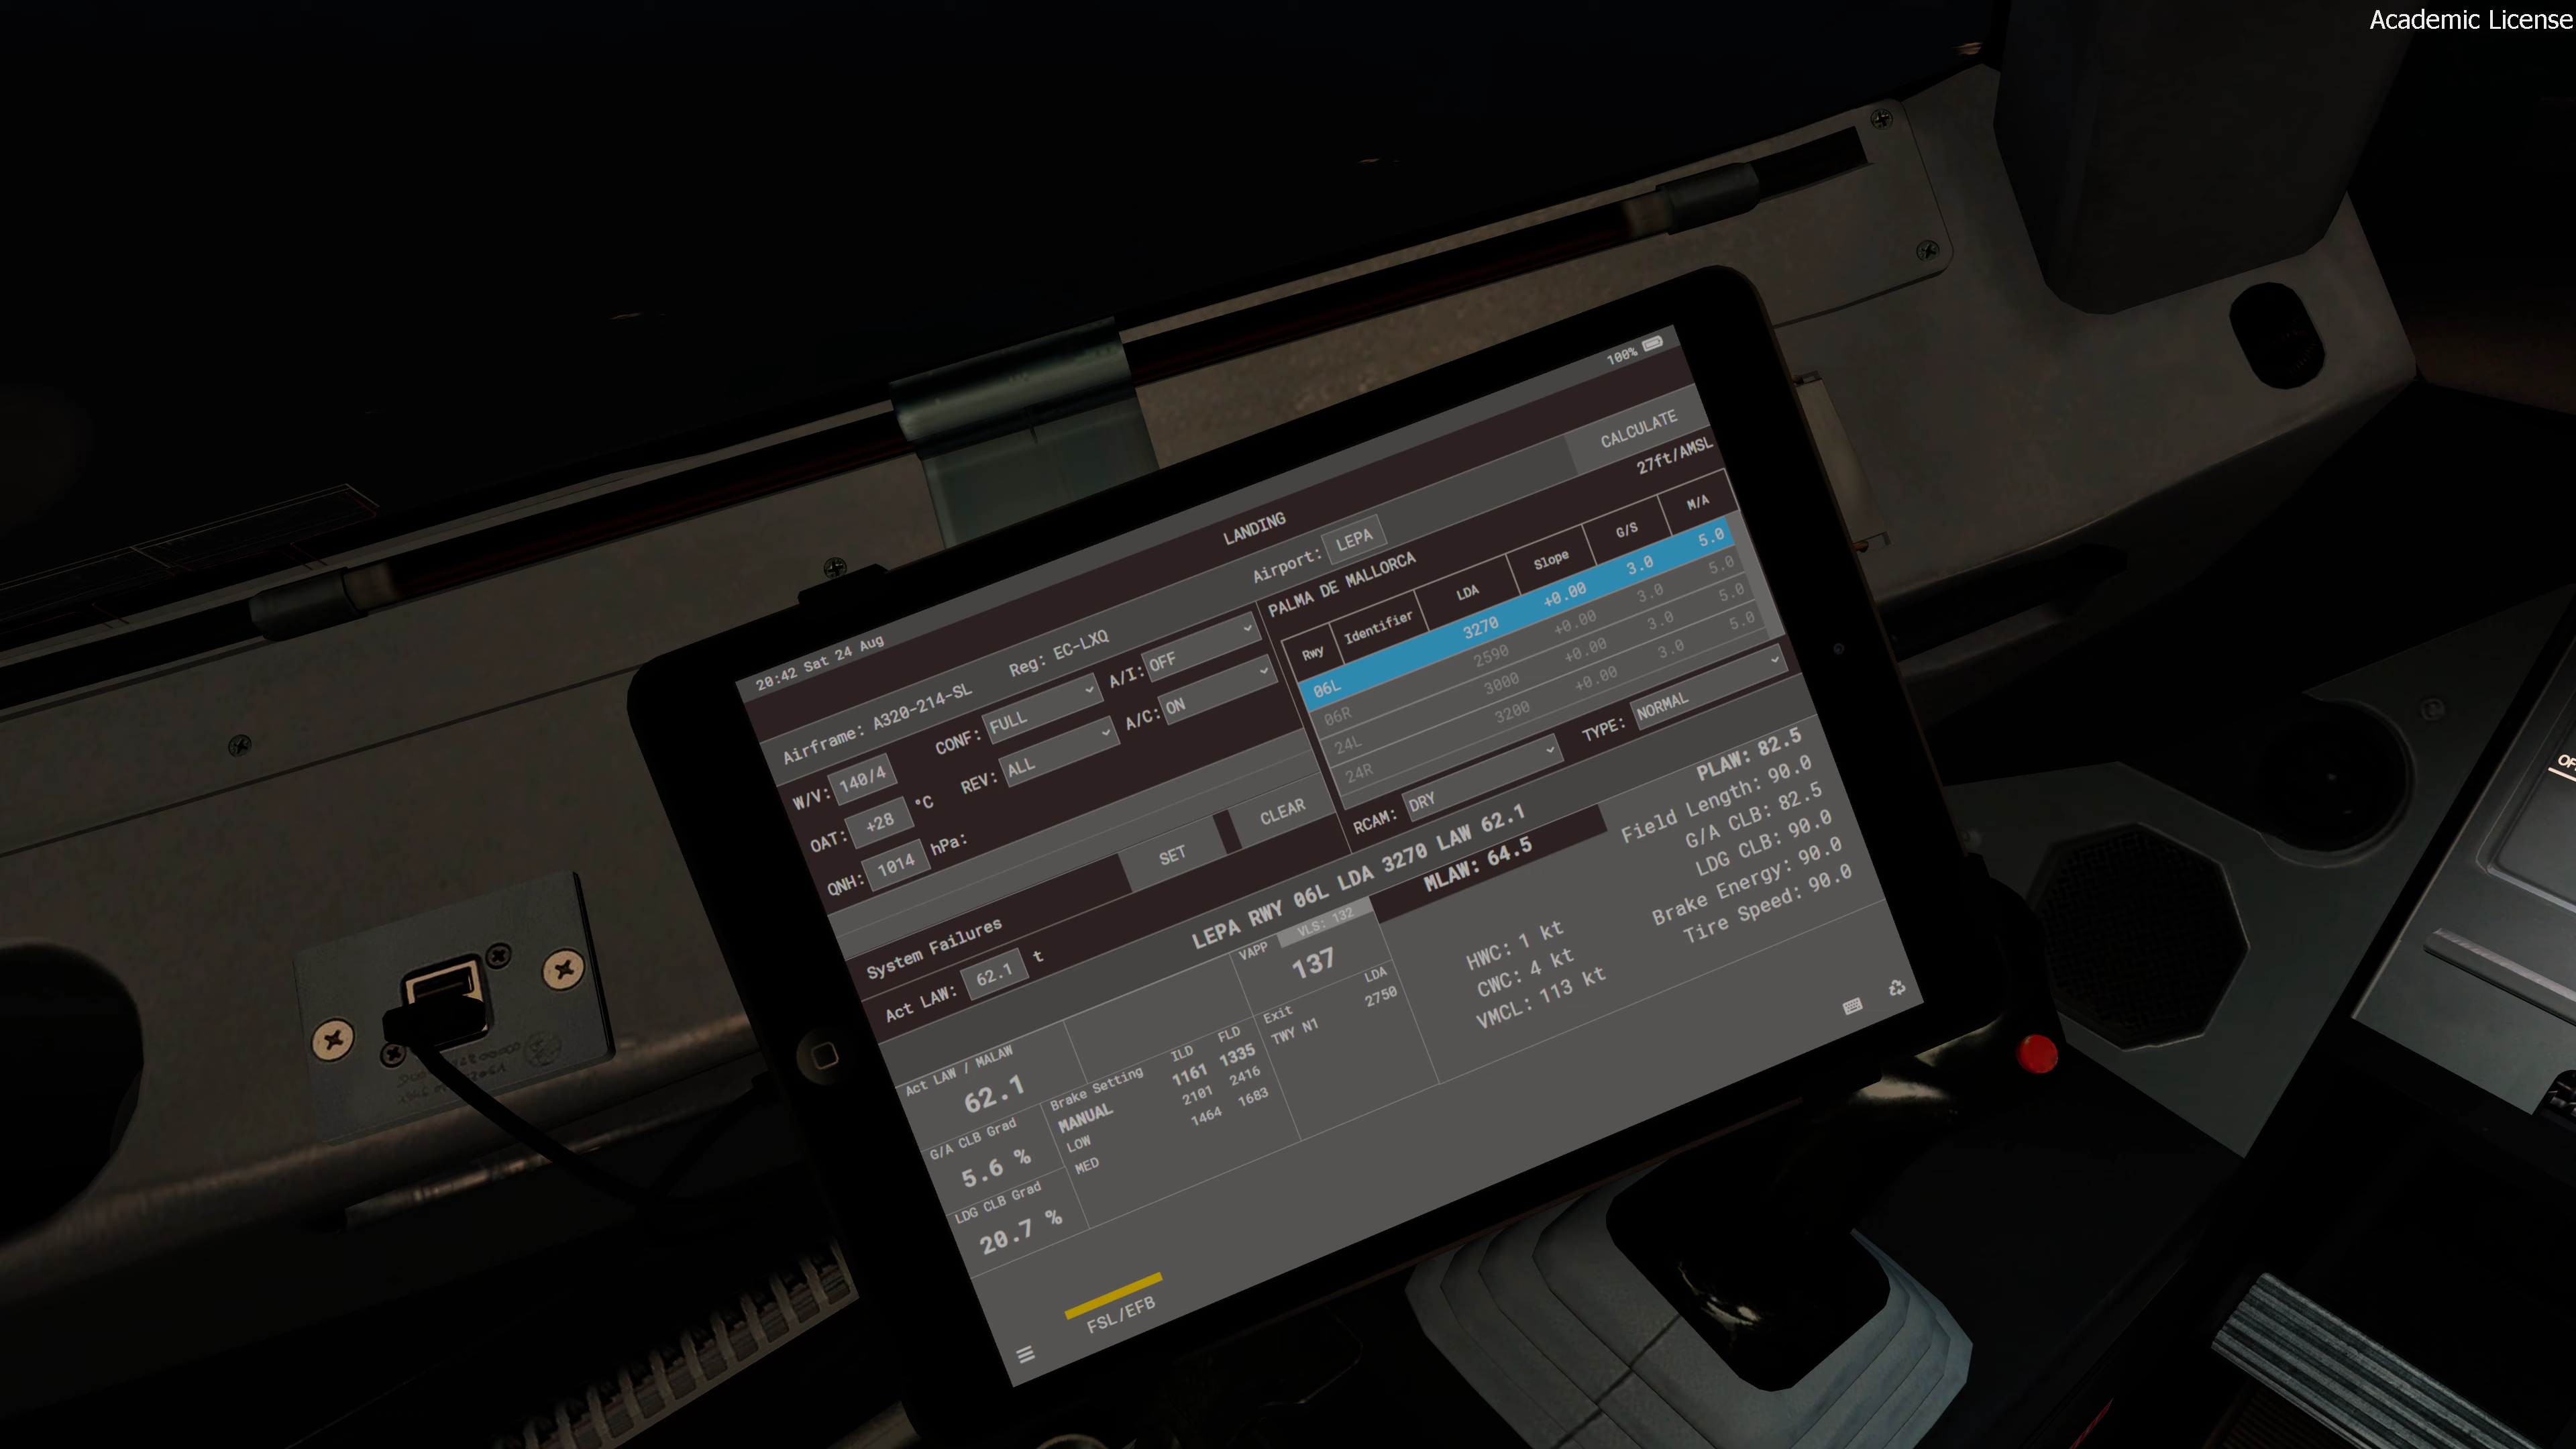 Academic License
20:42 Sat 24 Aug
100%
LANDING
Airframe: A320-214-SL
Reg: EC-LXQ
Airport: LEPA
CALCULATE
W/V: 140/4
CONF: FULL
A/I: OFF
OAT: +28 °C
REV: ALL
A/C: ON
QNH: 1014 hPa:
PALMA DE MALLORCA
27ft/AMSL
Rwy Identifier LDA Slope G/S M/A
06L 3270 +0.00 3.0 5.0
06R 2590 +0.00 3.0 5.0
24L 3000 +0.00 3.0 5.0
24R 3200 +0.00 3.0 5.0
System Failures
SET
CLEAR
RCAM: DRY
TYPE: NORMAL
Act LAW: 62.1 t
LEPA RWY 06L LDA 3270 LAW 62.1
Act LAW / MALAW
62.1
G/A CLB Grad
5.6 %
LDG CLB Grad
20.7 %
Brake Setting ILD FLD
MANUAL 1161 1335
LOW 2101 2416
MED 1464 1683
VAPP VLS: 132
137
Exit LDA
TWY N1 2750
MLAW: 64.5
HWC: 1 kt
CWC: 4 kt
VMCL: 113 kt
PLAW: 82.5
Field Length: 90.0
G/A CLB: 82.5
LDG CLB: 90.0
Brake Energy: 90.0
Tire Speed: 90.0
FSL/EFB